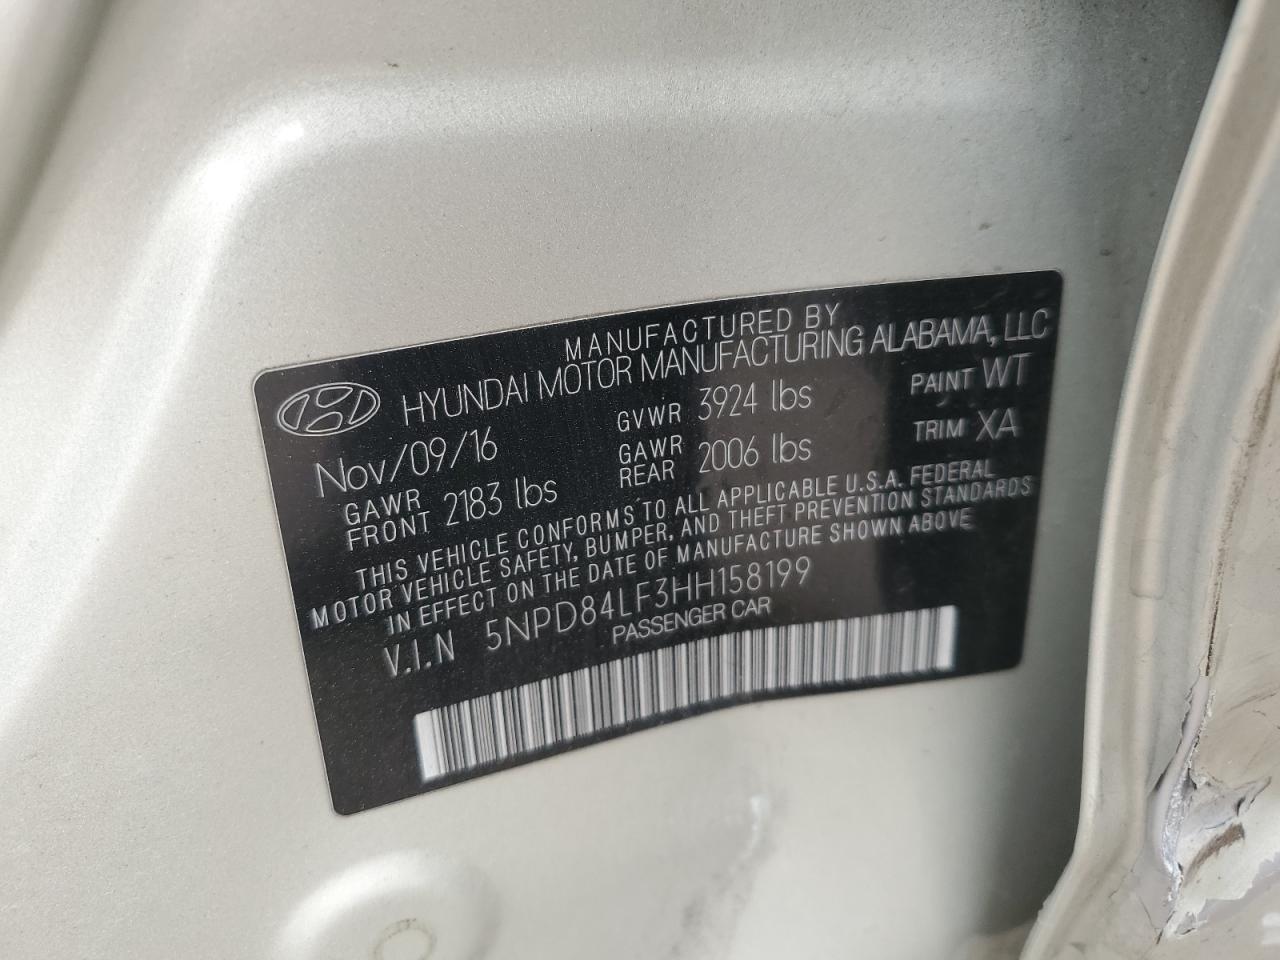 MANUFACTURED BY
HYUNDAI MOTOR MANUFACTURING ALABAMA, LLC
Nov/09/16 GVWR 3924 lbs PAINT WT
GAWR FRONT 2183 lbs GAWR REAR 2006 lbs TRIM XA
THIS VEHICLE CONFORMS TO ALL APPLICABLE U.S.A. FEDERAL
MOTOR VEHICLE SAFETY, BUMPER, AND THEFT PREVENTION STANDARDS
IN EFFECT ON THE DATE OF MANUFACTURE SHOWN ABOVE
V.I.N 5NPD84LF3HH158199
PASSENGER CAR